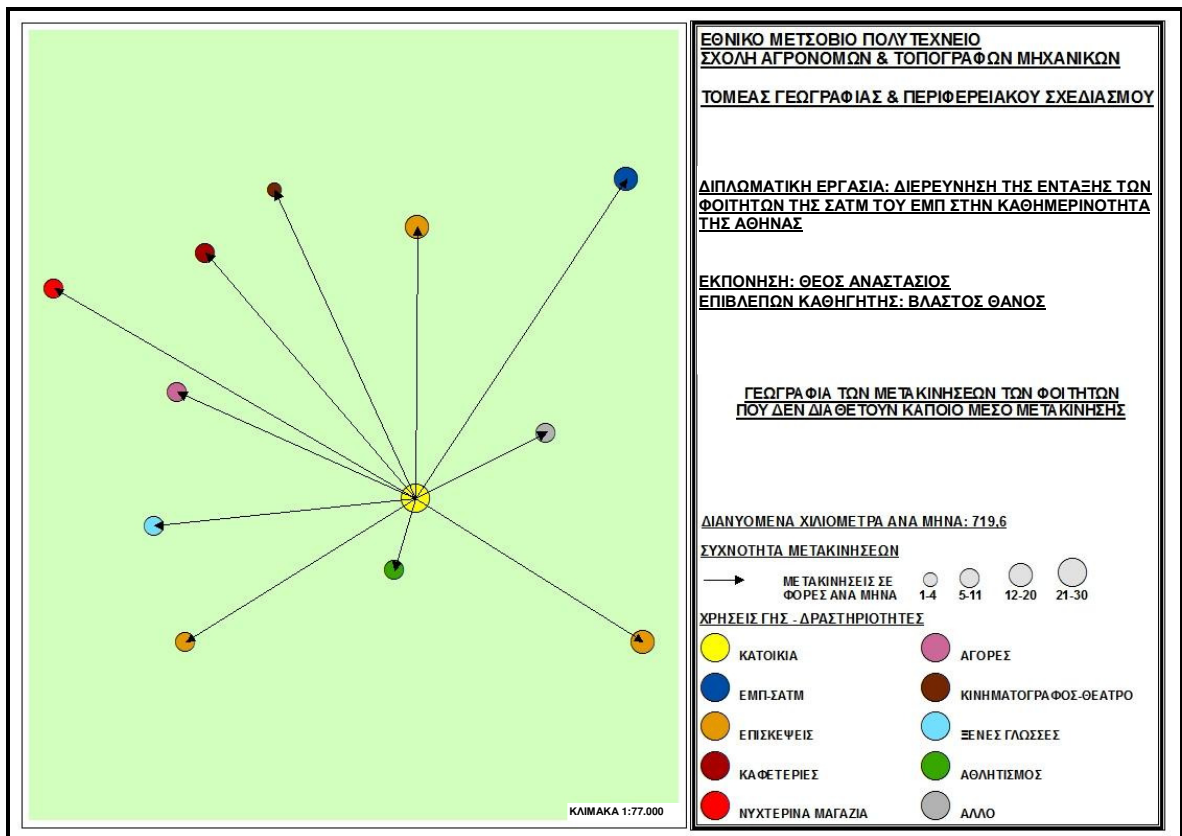 ΕΘΝΙΚΟ ΜΕΤΣΟΒΙΟ ΠΟΛΥΤΕΧΝΕΙΟ
ΣΧΟΛΗ ΑΓΡΟΝΟΜΩΝ & ΤΟΠΟΓΡΑΦΩΝ ΜΗΧΑΝΙΚΩΝ
ΤΟΜΕΑΣ ΓΕΩΓΡΑΦΙΑΣ & ΠΕΡΙΦΕΡΕΙΑΚΟΥ ΣΧΕΔΙΑΣΜΟΥ
ΔΙΠΛΩΜΑΤΙΚΗ ΕΡΓΑΣΙΑ: ΔΙΕΡΕΥΝΗΣΗ ΤΗΣ ΕΝΤΑΞΗΣ ΤΩΝ
ΦΟΙΤΗΤΩΝ ΤΗΣ ΣΑΤΜ ΤΟΥ ΕΜΠ ΣΤΗΝ ΚΑΘΗΜΕΡΙΝΟΤΗΤΑ
ΤΗΣ ΑΘΗΝΑΣ
ΕΚΠΟΝΗΣΗ: ΘΕΟΣ ΑΝΑΣΤΑΣΙΟΣ
ΕΠΙΒΛΕΠΩΝ ΚΑΘΗΓΗΤΗΣ: ΒΛΑΣΤΟΣ ΘΑΝΟΣ
ΓΕΩΓΡΑΦΙΑ ΤΩΝ ΜΕΤΑΚΙΝΗΣΕΩΝ ΤΩΝ ΦΟΙΤΗΤΩΝ
ΠΟΥ ΔΕΝ ΔΙΑΘΕΤΟΥΝ ΚΑΠΟΙΟ ΜΕΣΟ ΜΕΤΑΚΙΝΗΣΗΣ
ΔΙΑΝΥΟΜΕΝΑ ΧΙΛΙΟΜΕΤΡΑ ΑΝΑ ΜΗΝΑ: 719,6
ΣΥΧΝΟΤΗΤΑ ΜΕΤΑΚΙΝΗΣΕΩΝ
ΜΕΤΑΚΙΝΗΣΕΙΣ ΣΕ
ΦΟΡΕΣ ΑΝΑ ΜΗΝΑ 1-4 5-11 12-20 21-30
ΧΡΗΣΕΙΣ ΓΗΣ - ΔΡΑΣΤΗΡΙΟΤΗΤΕΣ
ΚΑΤΟΙΚΙΑ ΑΓΟΡΕΣ
ΕΜΠ-ΣΑΤΜ ΚΙΝΗΜΑΤΟΓΡΑΦΟΣ-ΘΕΑΤΡΟ
ΕΠΙΣΚΕΨΕΙΣ ΞΕΝΕΣ ΓΛΩΣΣΕΣ
ΚΑΦΕΤΕΡΙΕΣ ΑΘΛΗΤΙΣΜΟΣ
ΝΥΧΤΕΡΙΝΑ ΜΑΓΑΖΙΑ ΑΛΛΟ
ΚΛΙΜΑΚΑ 1:77.000